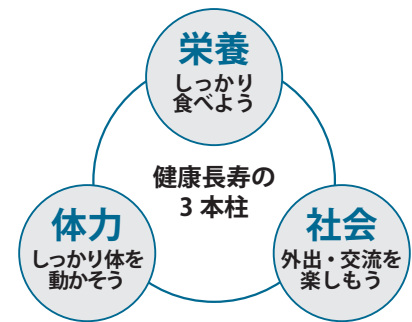 栄養
しっかり
食べよう
健康長寿の
3 本柱
体力
しっかり体を
動かそう
社会
外出・交流を
楽しもう